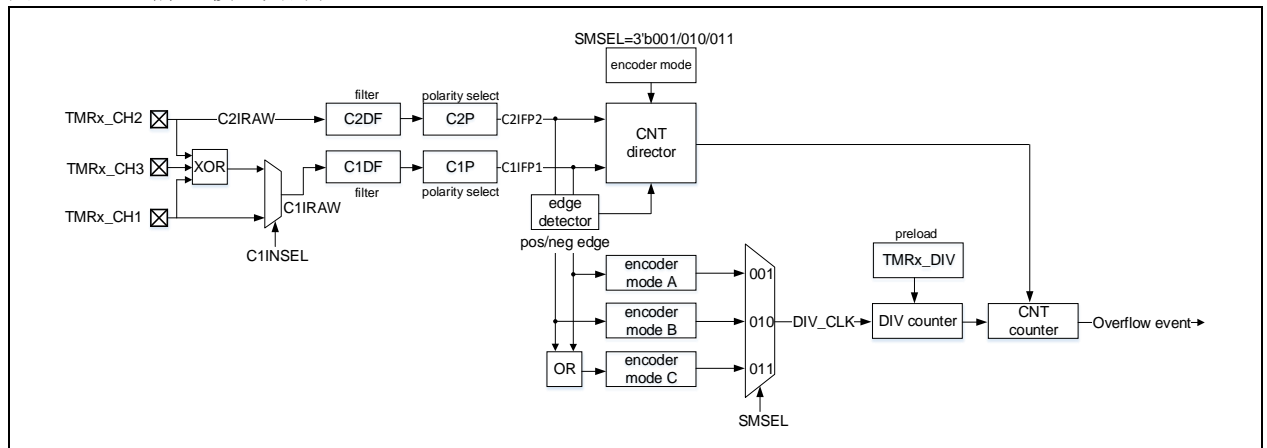 SMSEL=3'b001/010/011
encoder mode
filter
polarity select
TMRx_CH2
C2IRAW
C2DF
C2P
C2IFP2
CNT
director
TMRx_CH3
XOR
C1DF
C1P
C1IFP1
filter
polarity select
C1IRAW
TMRx_CH1
edge
detector
C1INSEL
pos/neg edge
preload
TMRx_DIV
encoder
mode A
001
encoder
mode B
010
DIV_CLK
DIV counter
CNT
counter
Overflow event
OR
encoder
mode C
011
SMSEL